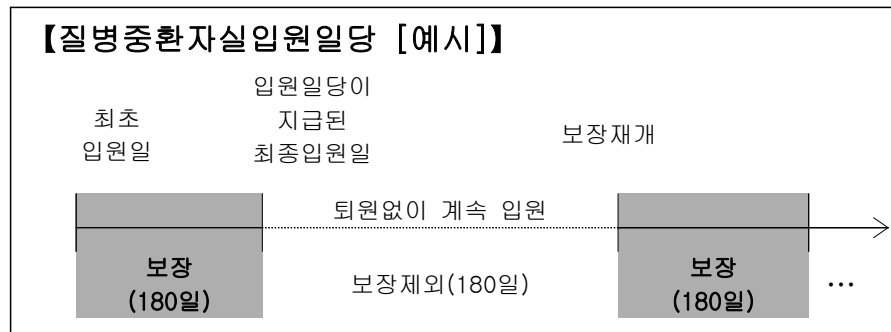 【질병중환자실입원일당 [예시]】
최초
입원일
입원일당이
지급된
최종입원일
보장재개
퇴원없이 계속 입원
보장
(180일)
보장제외(180일)
보장
(180일)
…